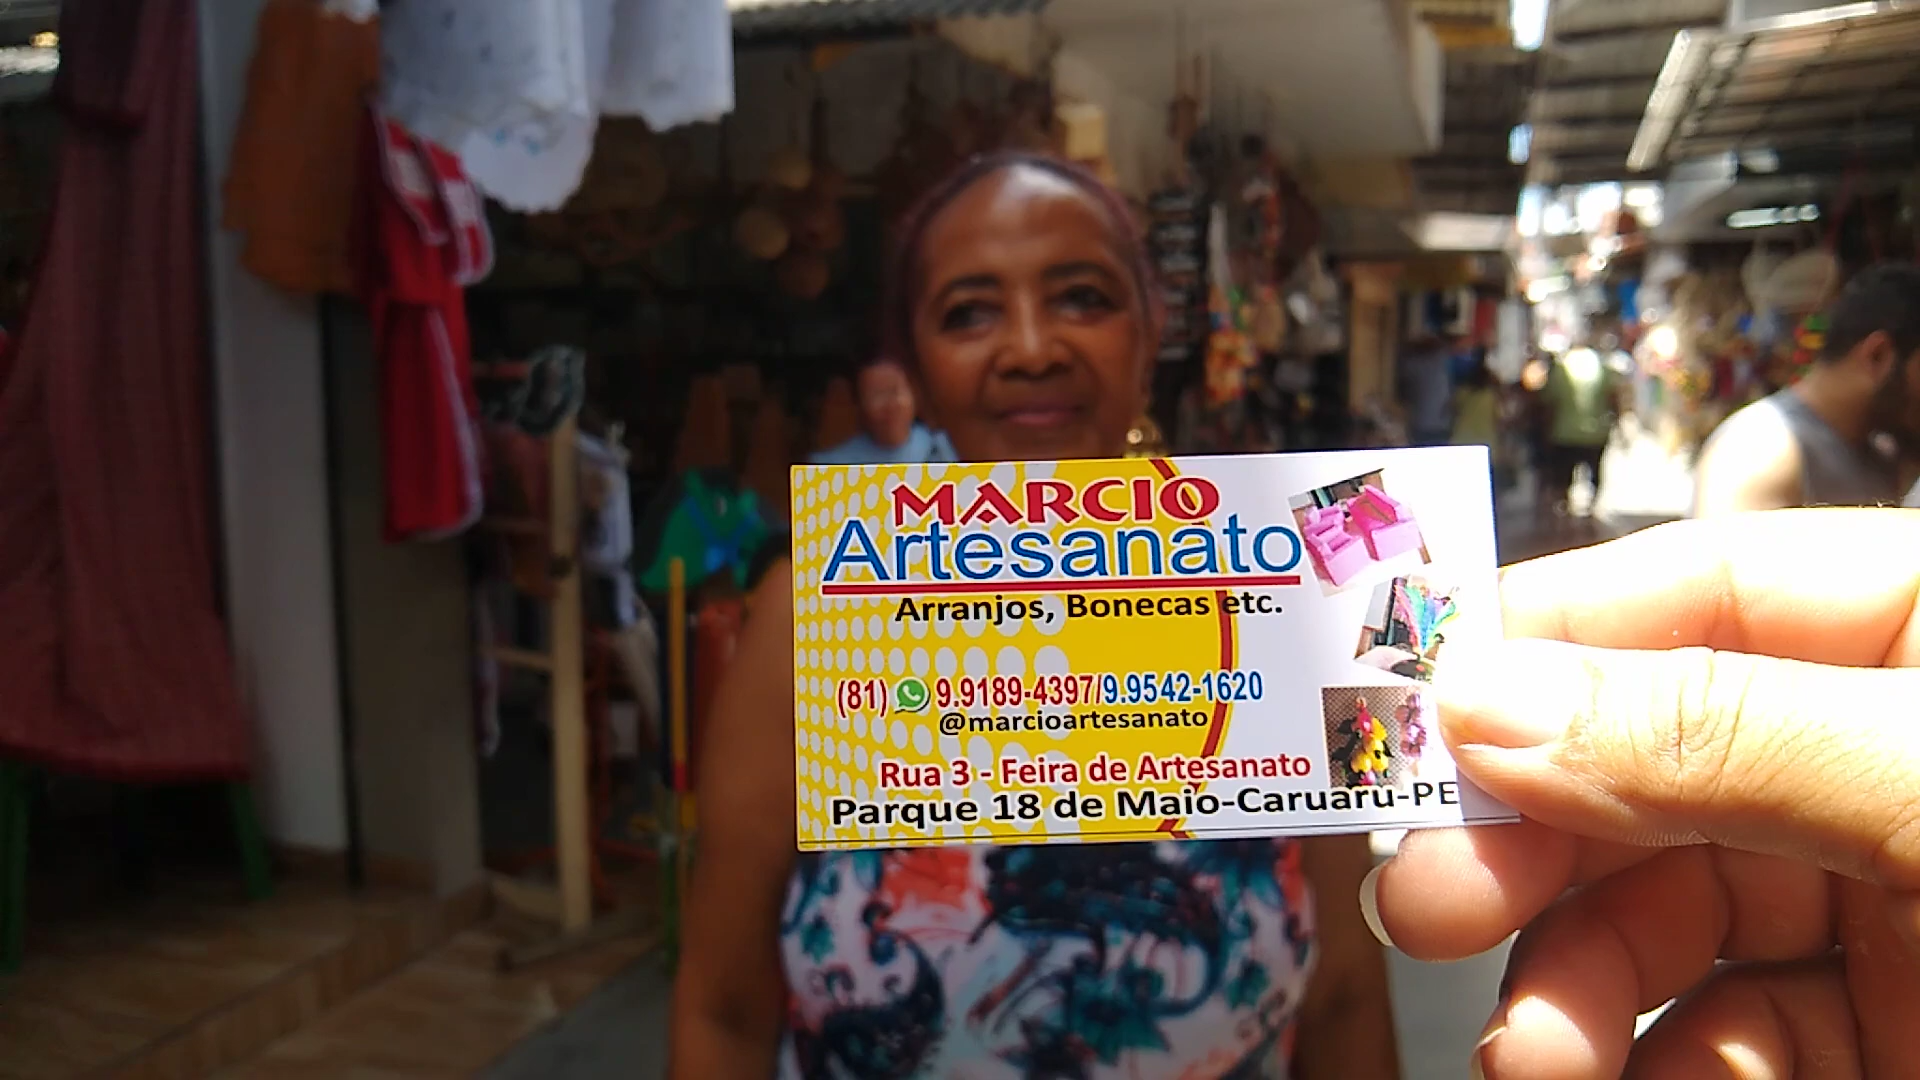 MARCIO
Artesanato
Arranjos, Bonecas etc.
(81) 9.9189-4397/9.9542-1620
@marcioartesanato
Rua 3 - Feira de Artesanato
Parque 18 de Maio-Caruaru-PE